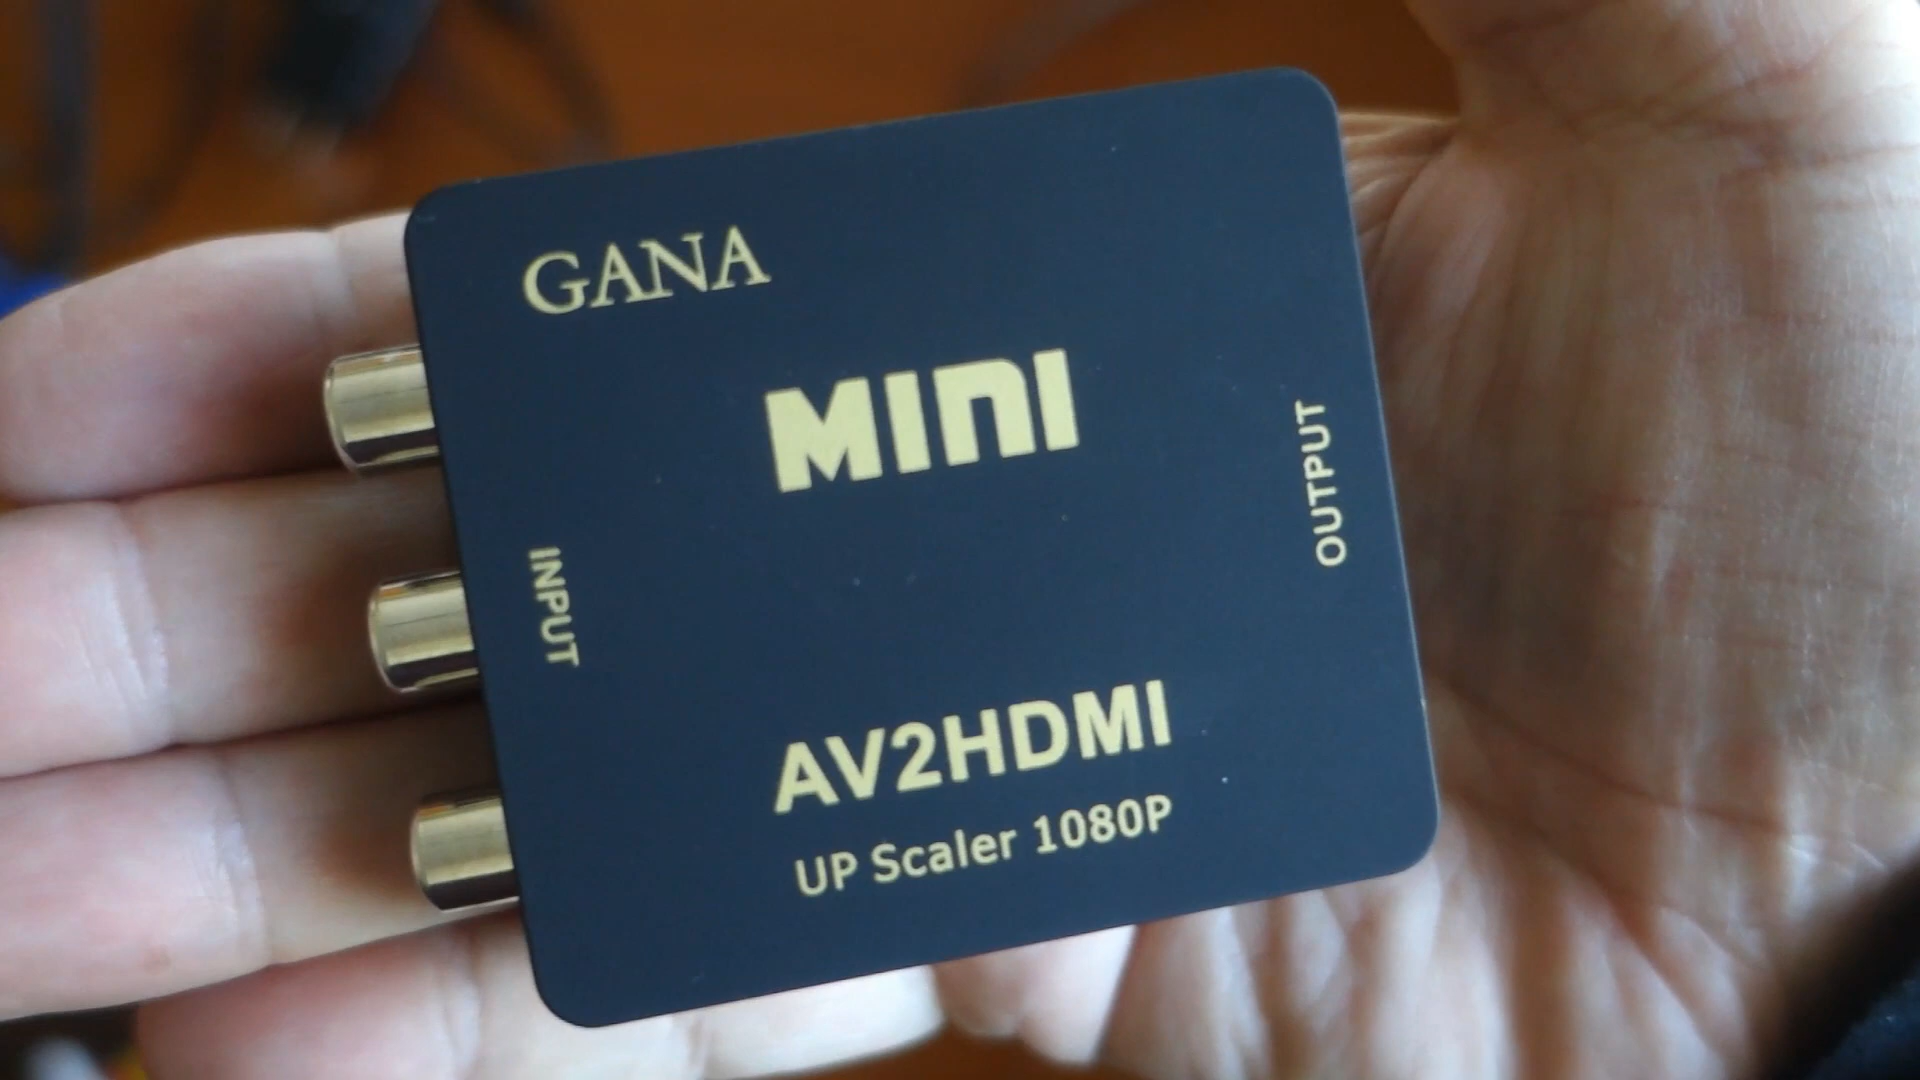 GANA
MINI
INPUT
OUTPUT
AV2HDMI
UP Scaler 1080P